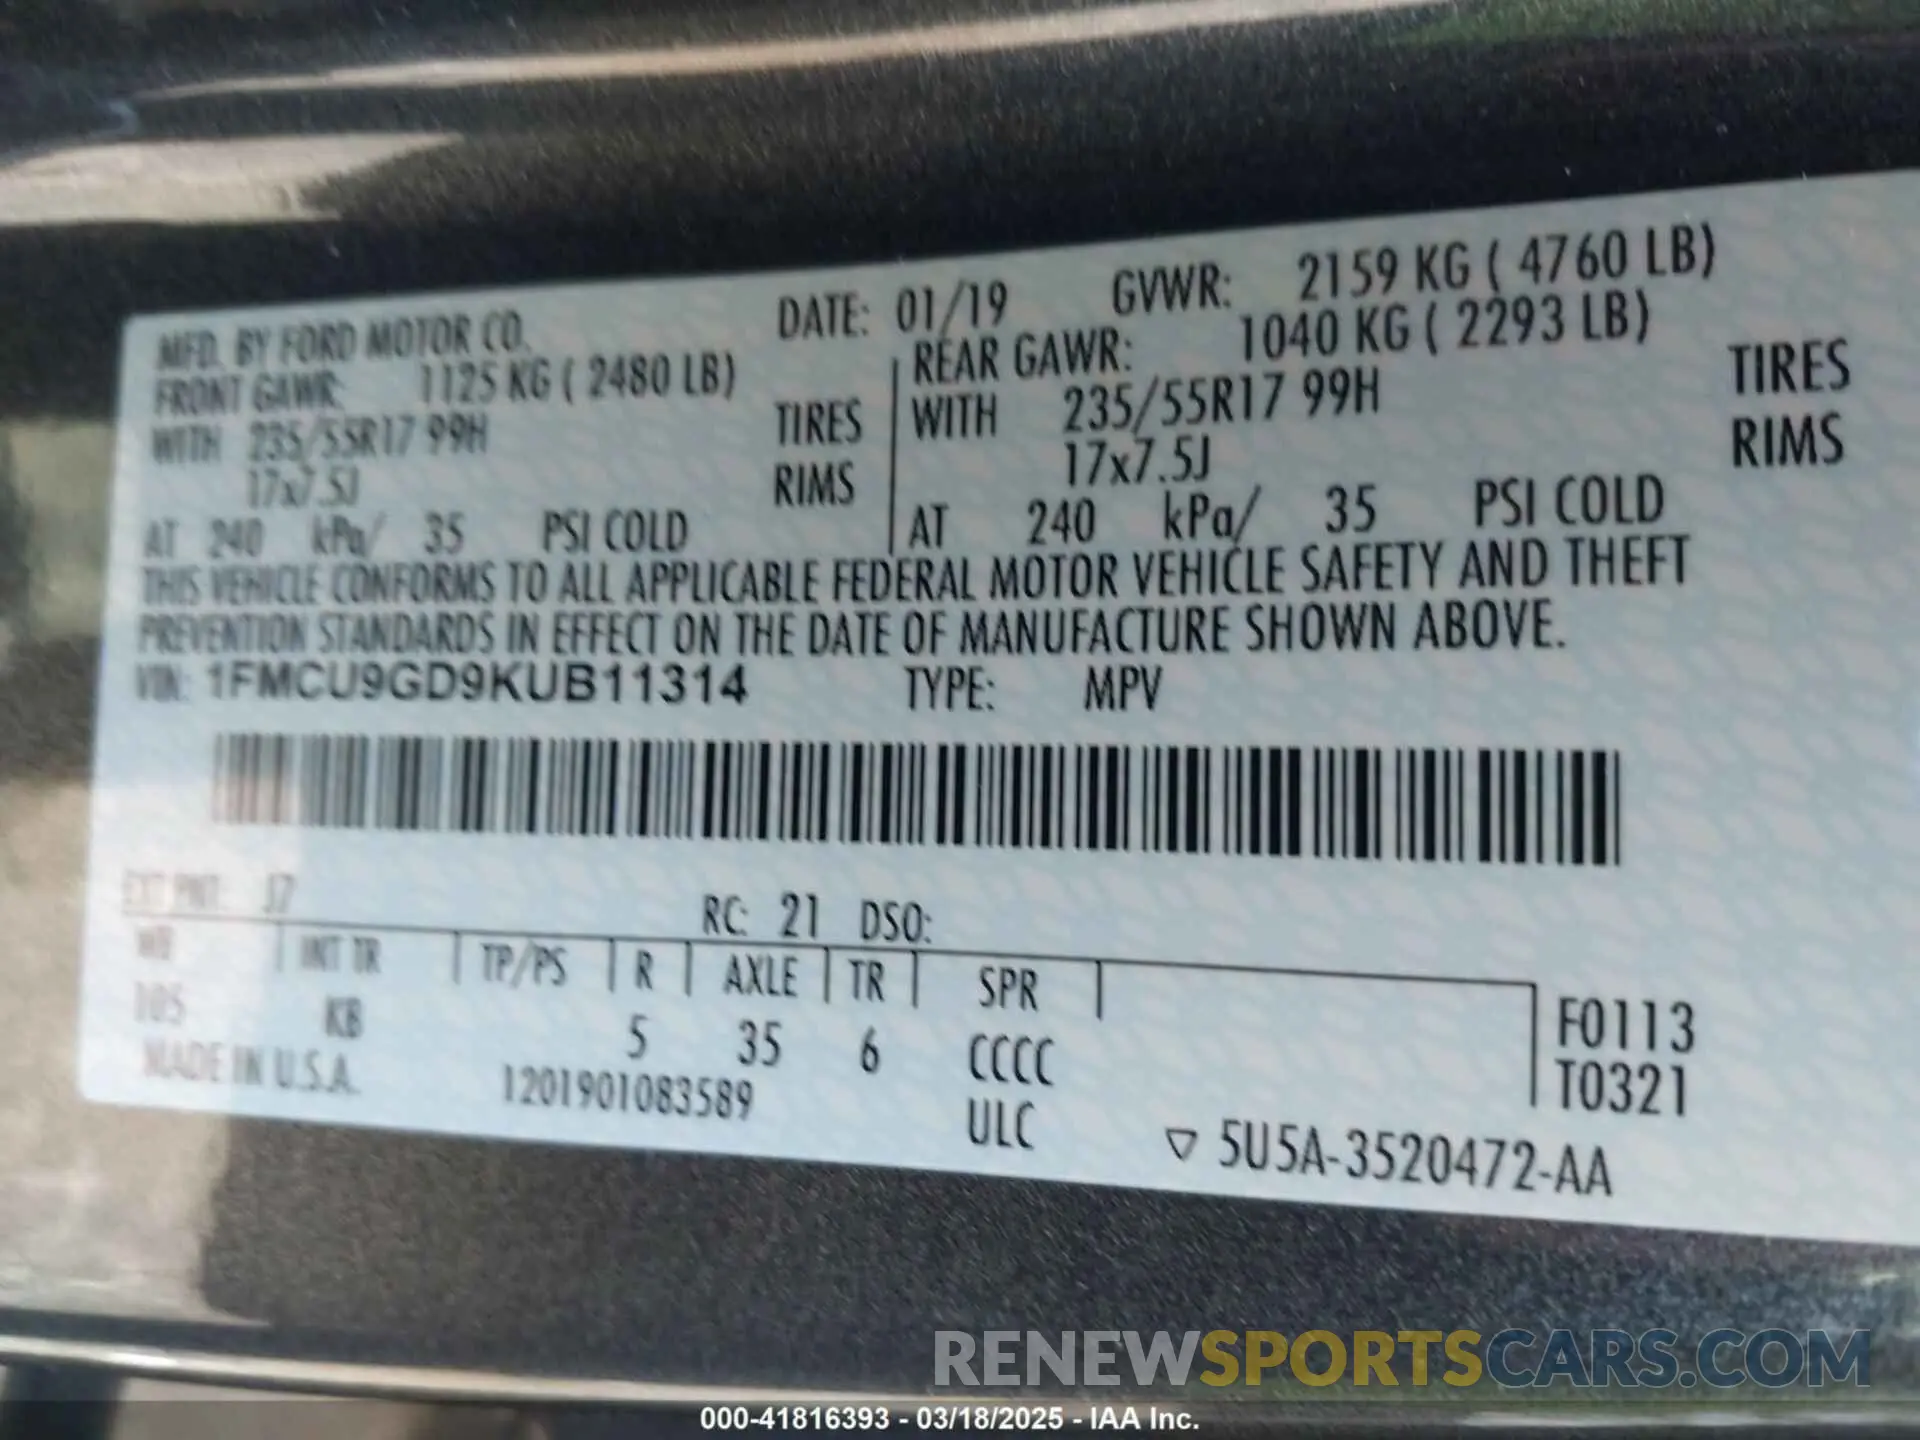 MFD. BY FORD MOTOR CO. DATE: 01/19 GVWR: 2159 KG ( 4760 LB)
FRONT GAWR: 1125 KG ( 2480 LB) REAR GAWR: 1040 KG ( 2293 LB)
WITH 235/55R17 99H TIRES WITH 235/55R17 99H TIRES
17x7.5J RIMS 17x7.5J RIMS
AT 240 kPa/ 35 PSI COLD AT 240 kPa/ 35 PSI COLD
THIS VEHICLE CONFORMS TO ALL APPLICABLE FEDERAL MOTOR VEHICLE SAFETY AND THEFT
PREVENTION STANDARDS IN EFFECT ON THE DATE OF MANUFACTURE SHOWN ABOVE.
VIN: 1FMCU9GD9KUB11314 TYPE: MPV
EXT PNT: J7 RC: 21 DSO:
WB INT TR TP/PS R AXLE TR SPR
105 KB 5 35 6 CCCC F0113
MADE IN U.S.A. 1201901083589 ULC T0321
▽ 5U5A-3520472-AA
RENEWSPORTSCARS.COM
000-41816393 - 03/18/2025 - IAA Inc.